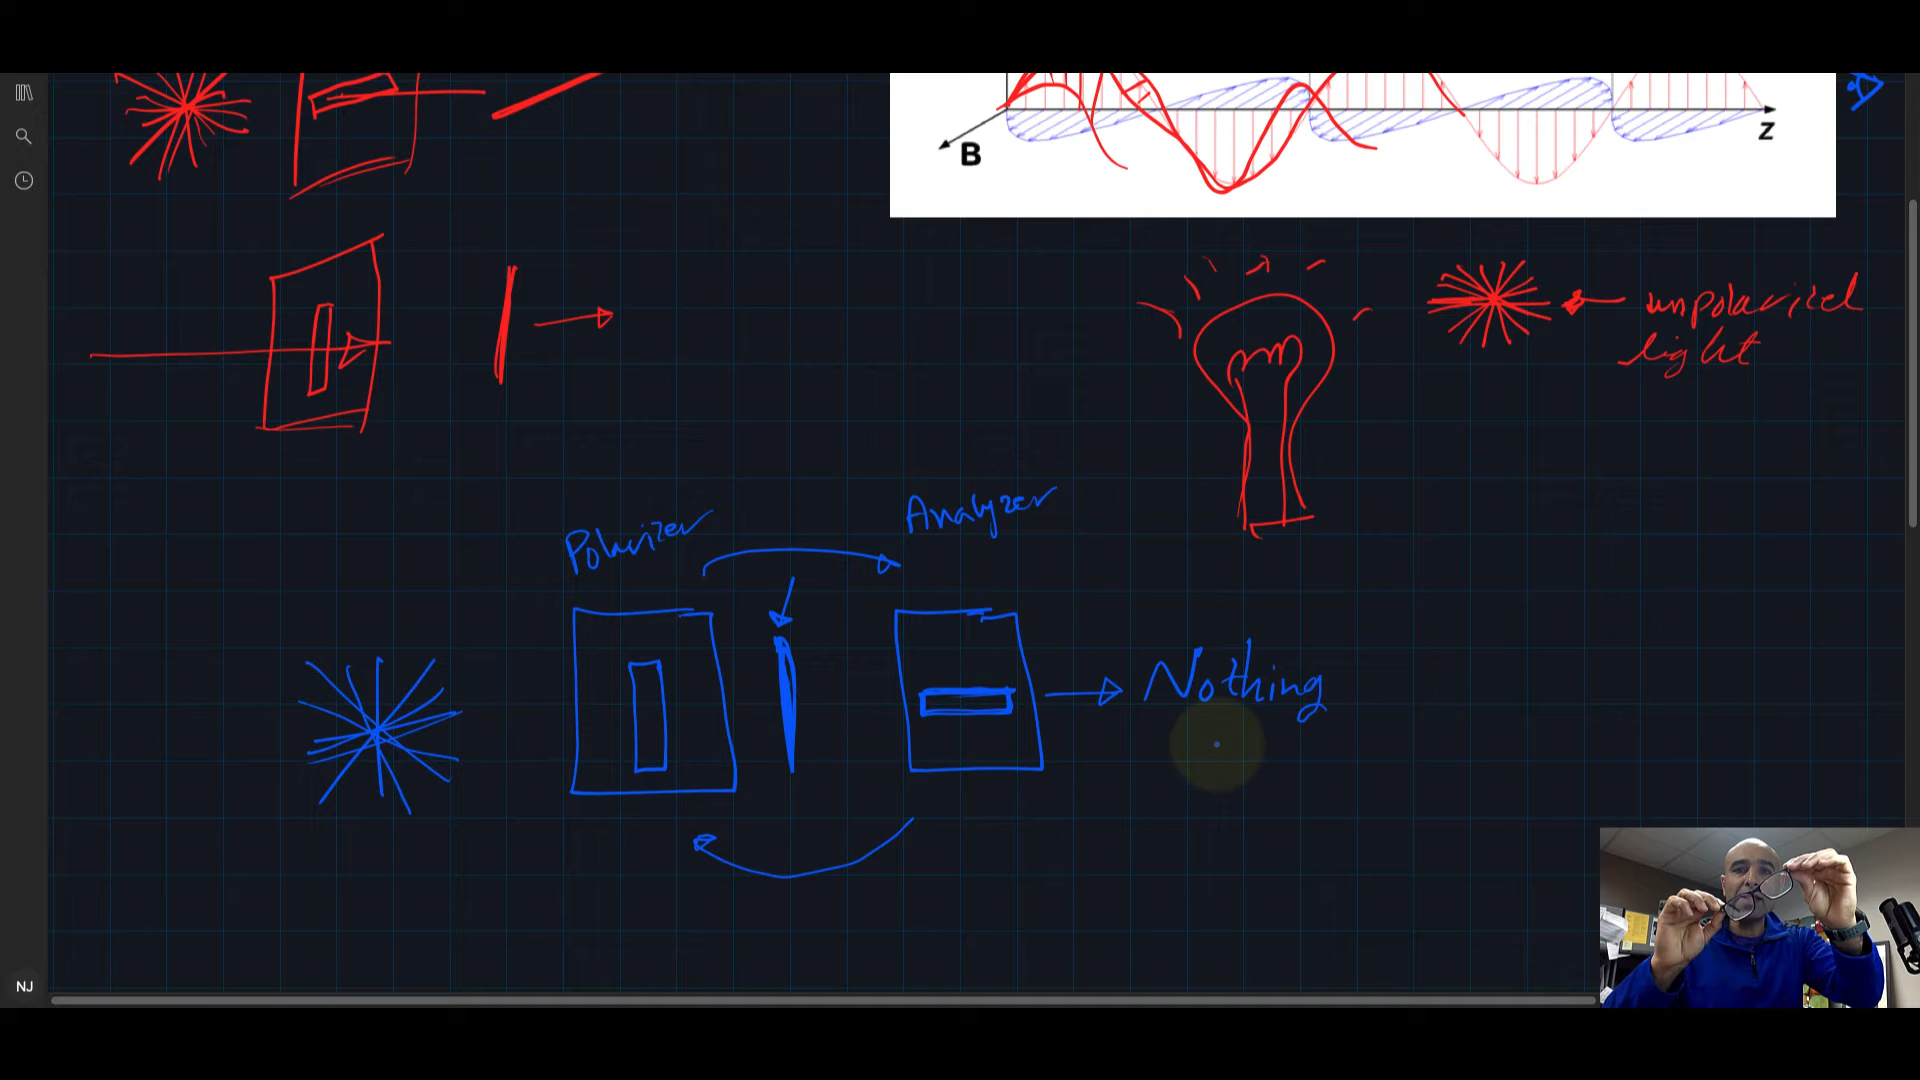 B
Z
unpolarized
light
Polarizer
Analyzer
Nothing
NJ